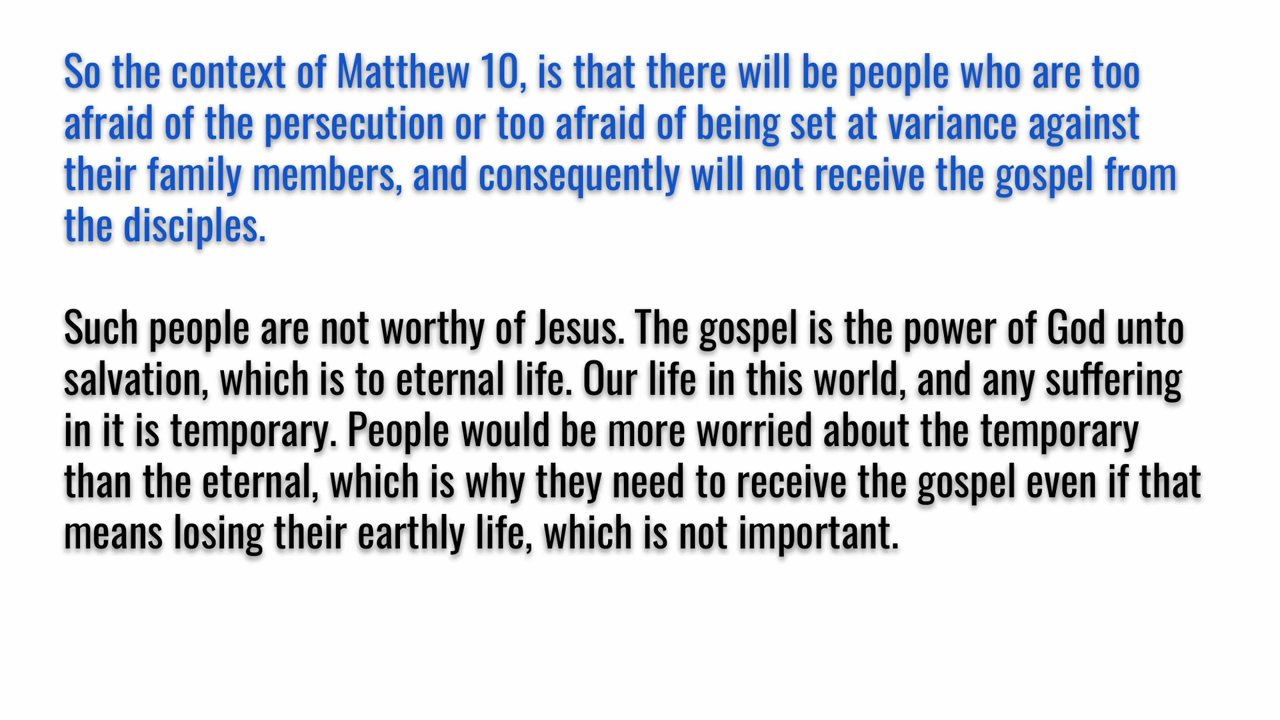 So the context of Matthew 10, is that there will be people who are too
afraid of the persecution or too afraid of being set at variance against
their family members, and consequently will not receive the gospel from
the disciples.
Such people are not worthy of Jesus. The gospel is the power of God unto
salvation, which is to eternal life. Our life in this world, and any suffering
in it is temporary. People would be more worried about the temporary
than the eternal, which is why they need to receive the gospel even if that
means losing their earthly life, which is not important.